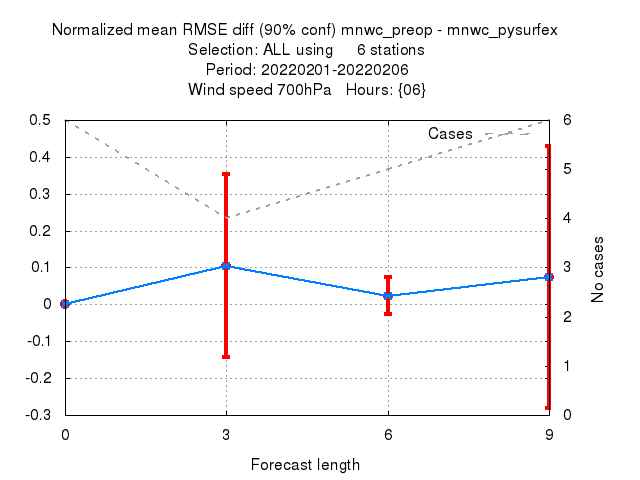 Normalized mean RMSE diff (90% conf) mnwc_preop - mnwc_pysurfex
Selection: ALL using 6 stations
Period: 20220201-20220206
Wind speed 700hPa Hours: {06}
Cases
0.5
0.4
0.3
0.2
0.1
0
-0.1
-0.2
-0.3
6
5
4
3
2
1
0
No cases
0 3 6 9
Forecast length